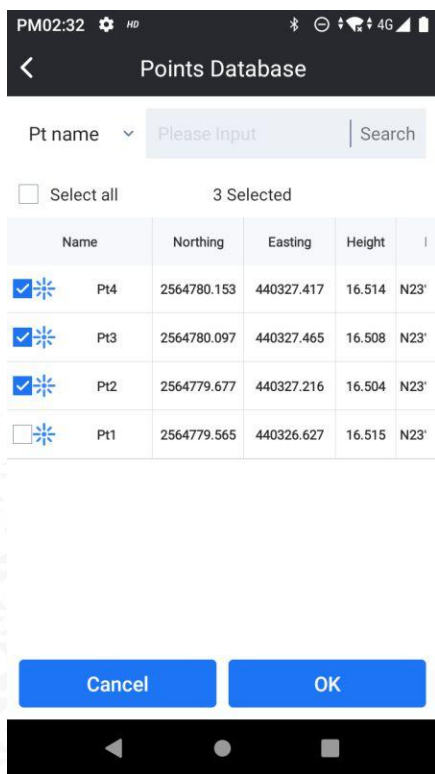 PM02:32 HD 4G
Points Database
Pt name Please Input Search
Select all 3 Selected
Name Northing Easting Height
Pt4 2564780.153 440327.417 16.514 N23°
Pt3 2564780.097 440327.465 16.508 N23°
Pt2 2564779.677 440327.216 16.504 N23°
Pt1 2564779.565 440326.627 16.515 N23°
Cancel OK